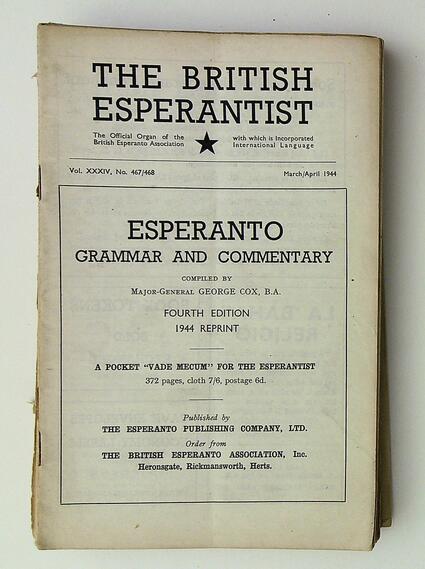 THE BRITISH
ESPERANTIST
The Official Organ of the
British Esperanto Association
with which is Incorporated
International Language
Vol. XXXIV, No. 467/468
March/April 1944
ESPERANTO
GRAMMAR AND COMMENTARY
COMPILED BY
MAJOR-GENERAL GEORGE COX, B.A.
FOURTH EDITION
1944 REPRINT
A POCKET "VADE MECUM" FOR THE ESPERANTIST
372 pages, cloth 7/6, postage 6d.
Published by
THE ESPERANTO PUBLISHING COMPANY, LTD.
Order from
THE BRITISH ESPERANTO ASSOCIATION, Inc.
Heronsgate, Rickmansworth, Herts.